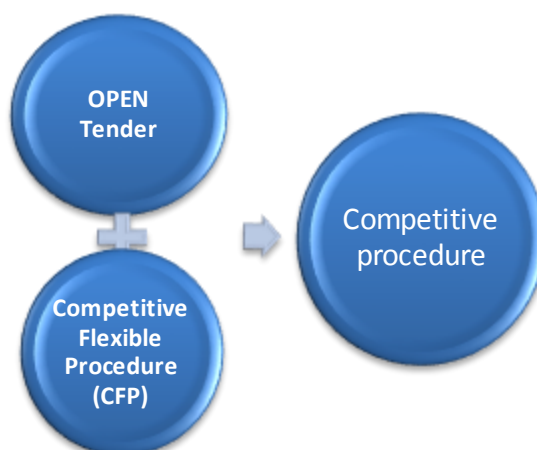 OPEN
Tender
Competitive
Flexible
Procedure
(CFP)
Competitive
procedure